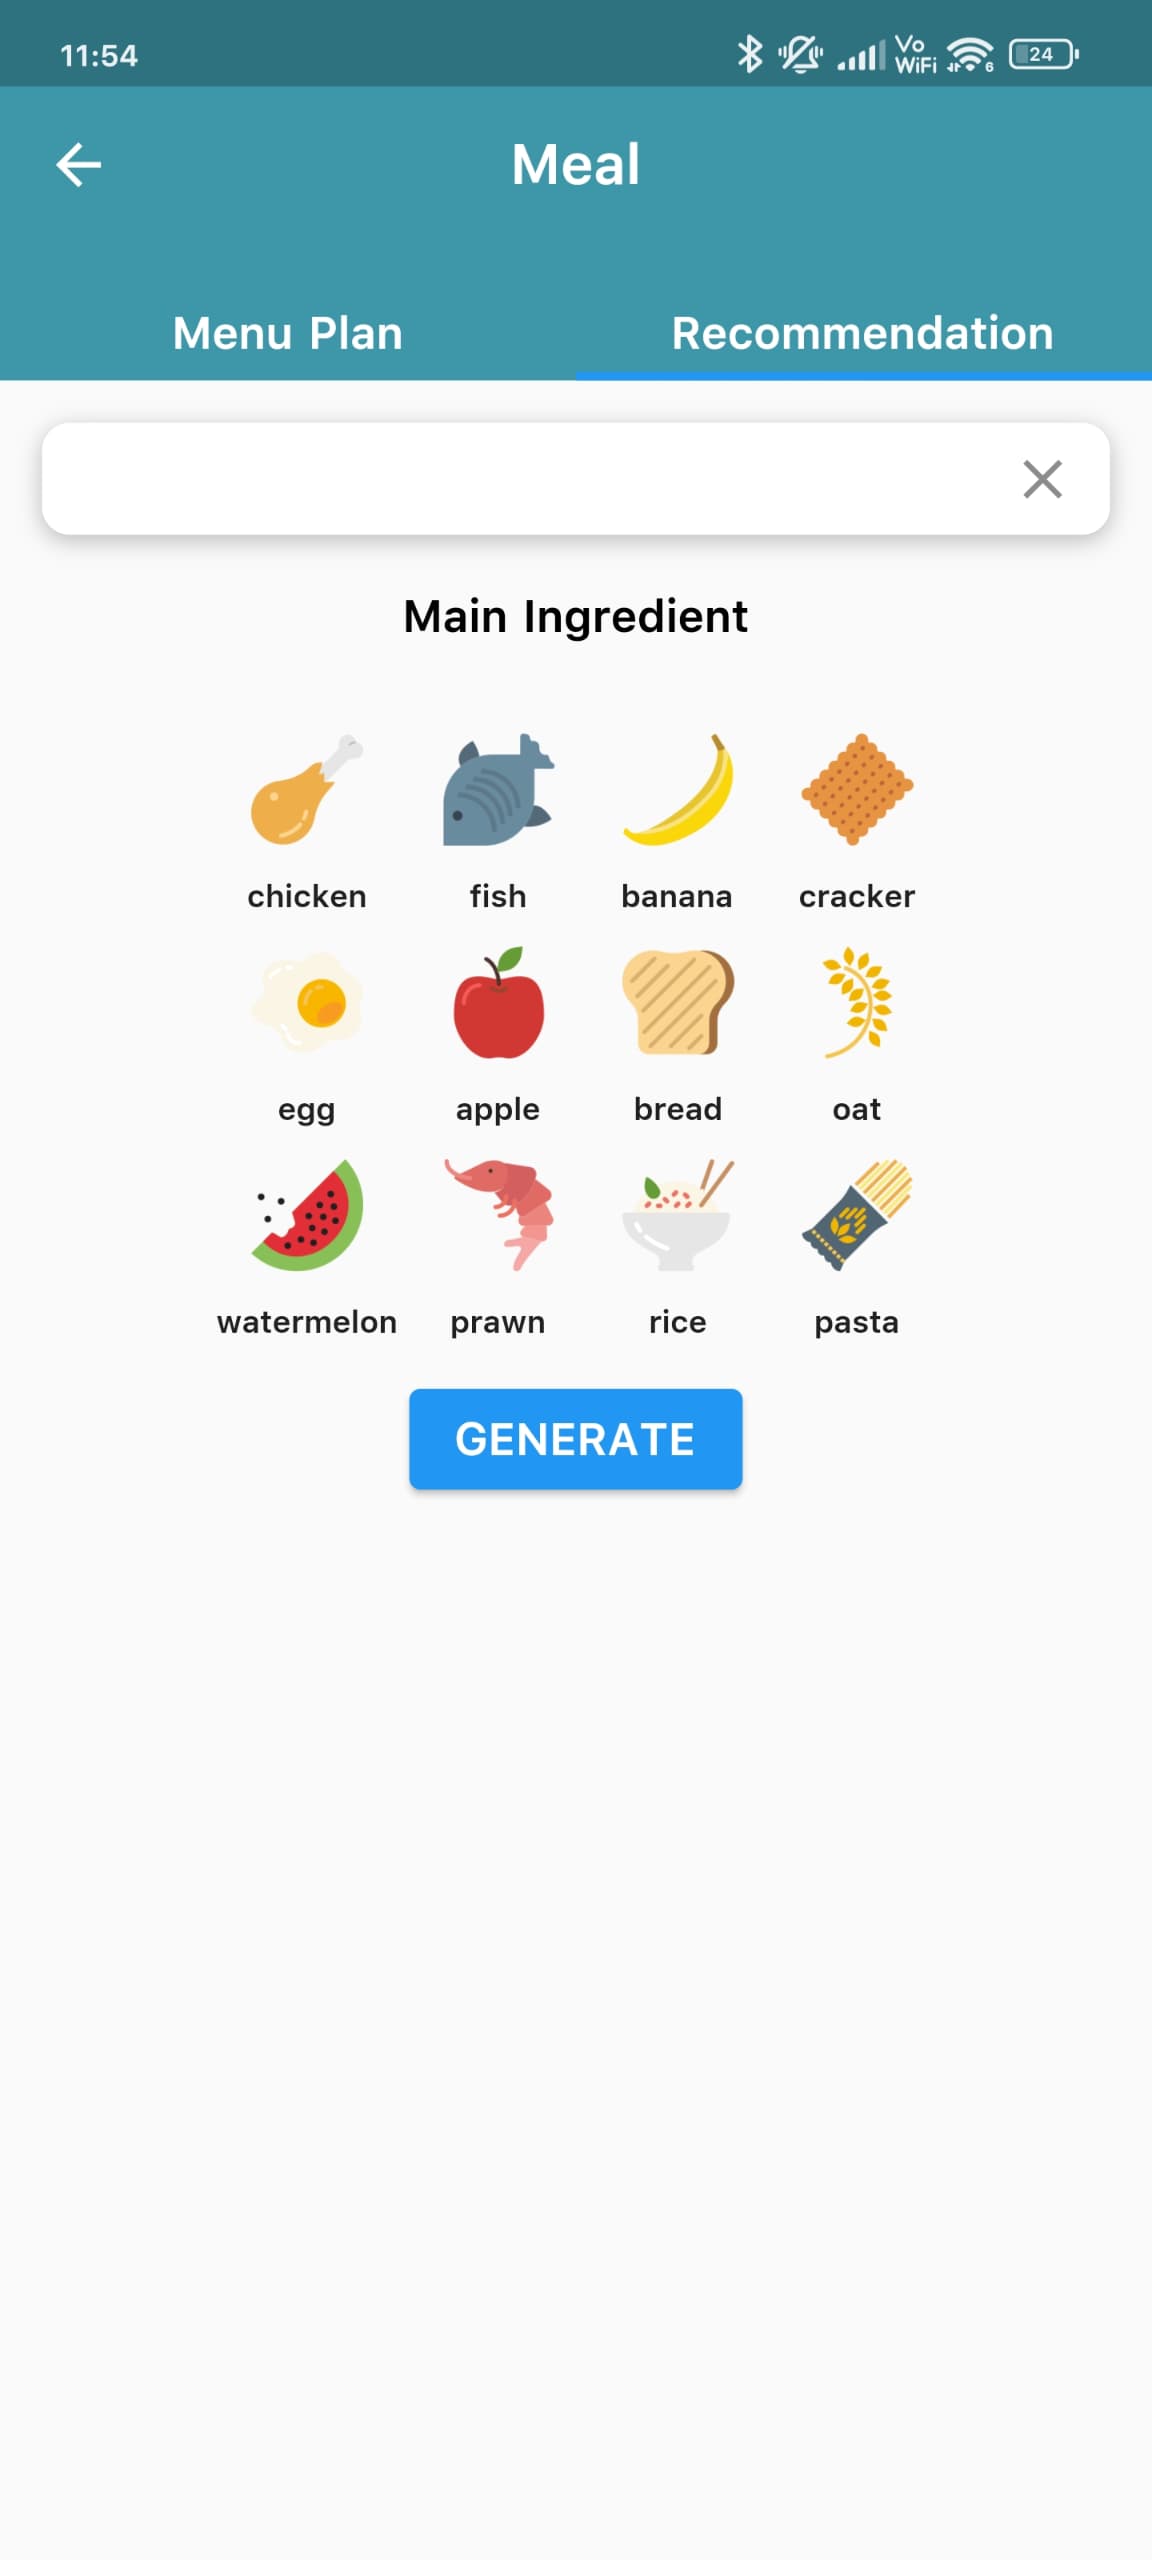 11:54 Vo WiFi 6 24
Meal
Menu Plan Recommendation
Main Ingredient
chicken fish banana cracker
egg apple bread oat
watermelon prawn rice pasta
GENERATE